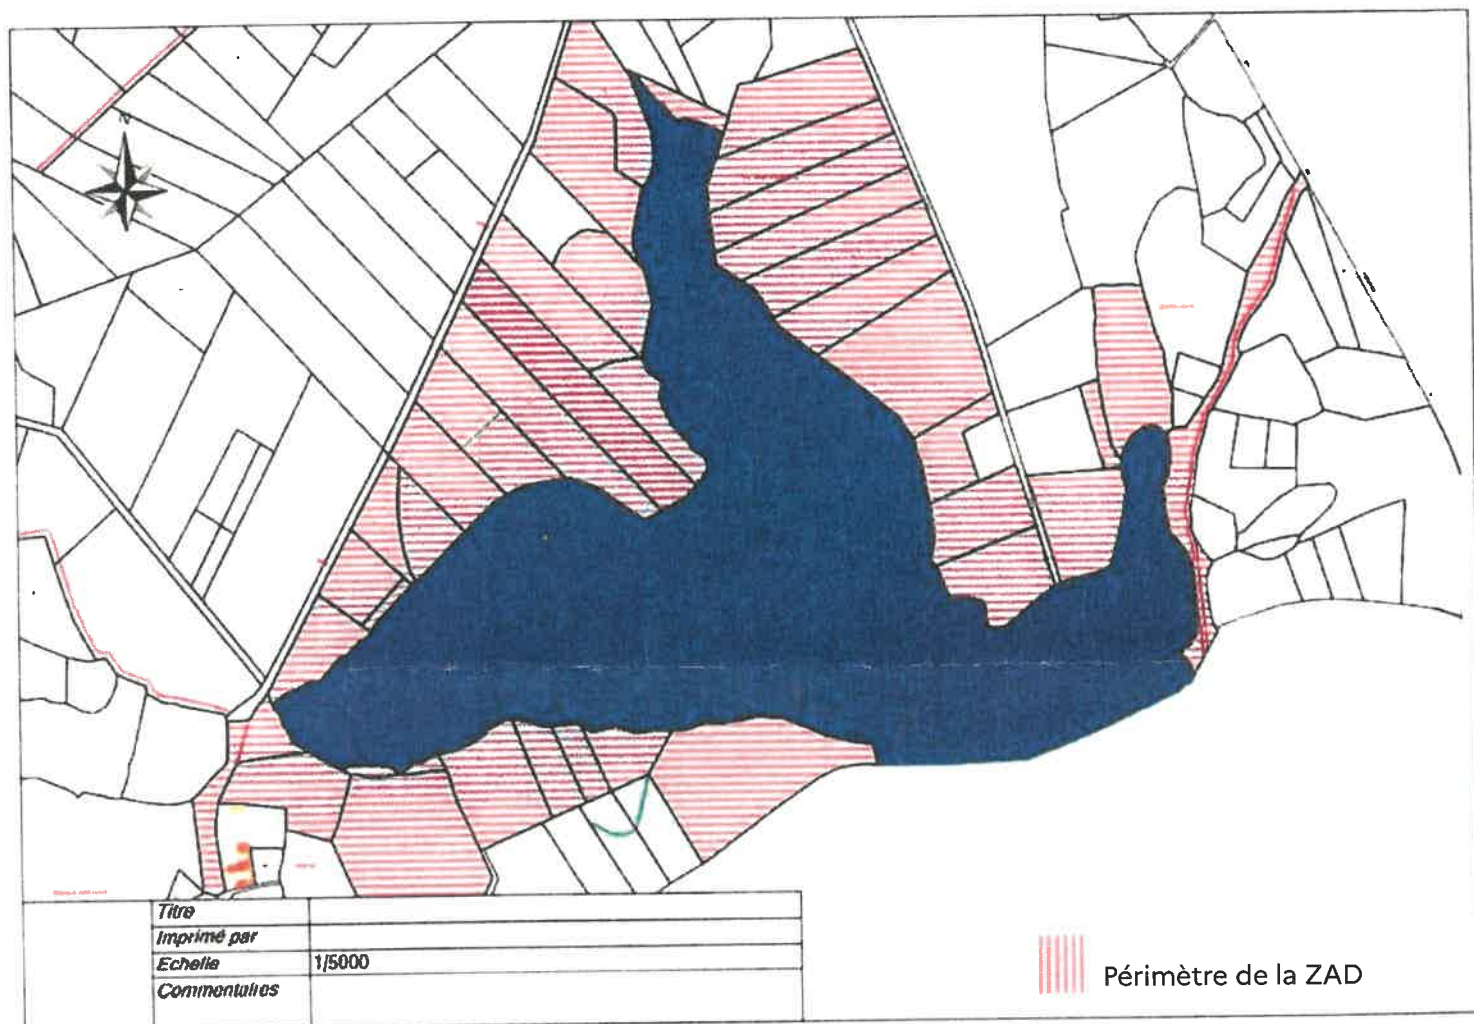 N
Titre
Imprimé par
Echelle 1/5000
Commentaires
Périmètre de la ZAD